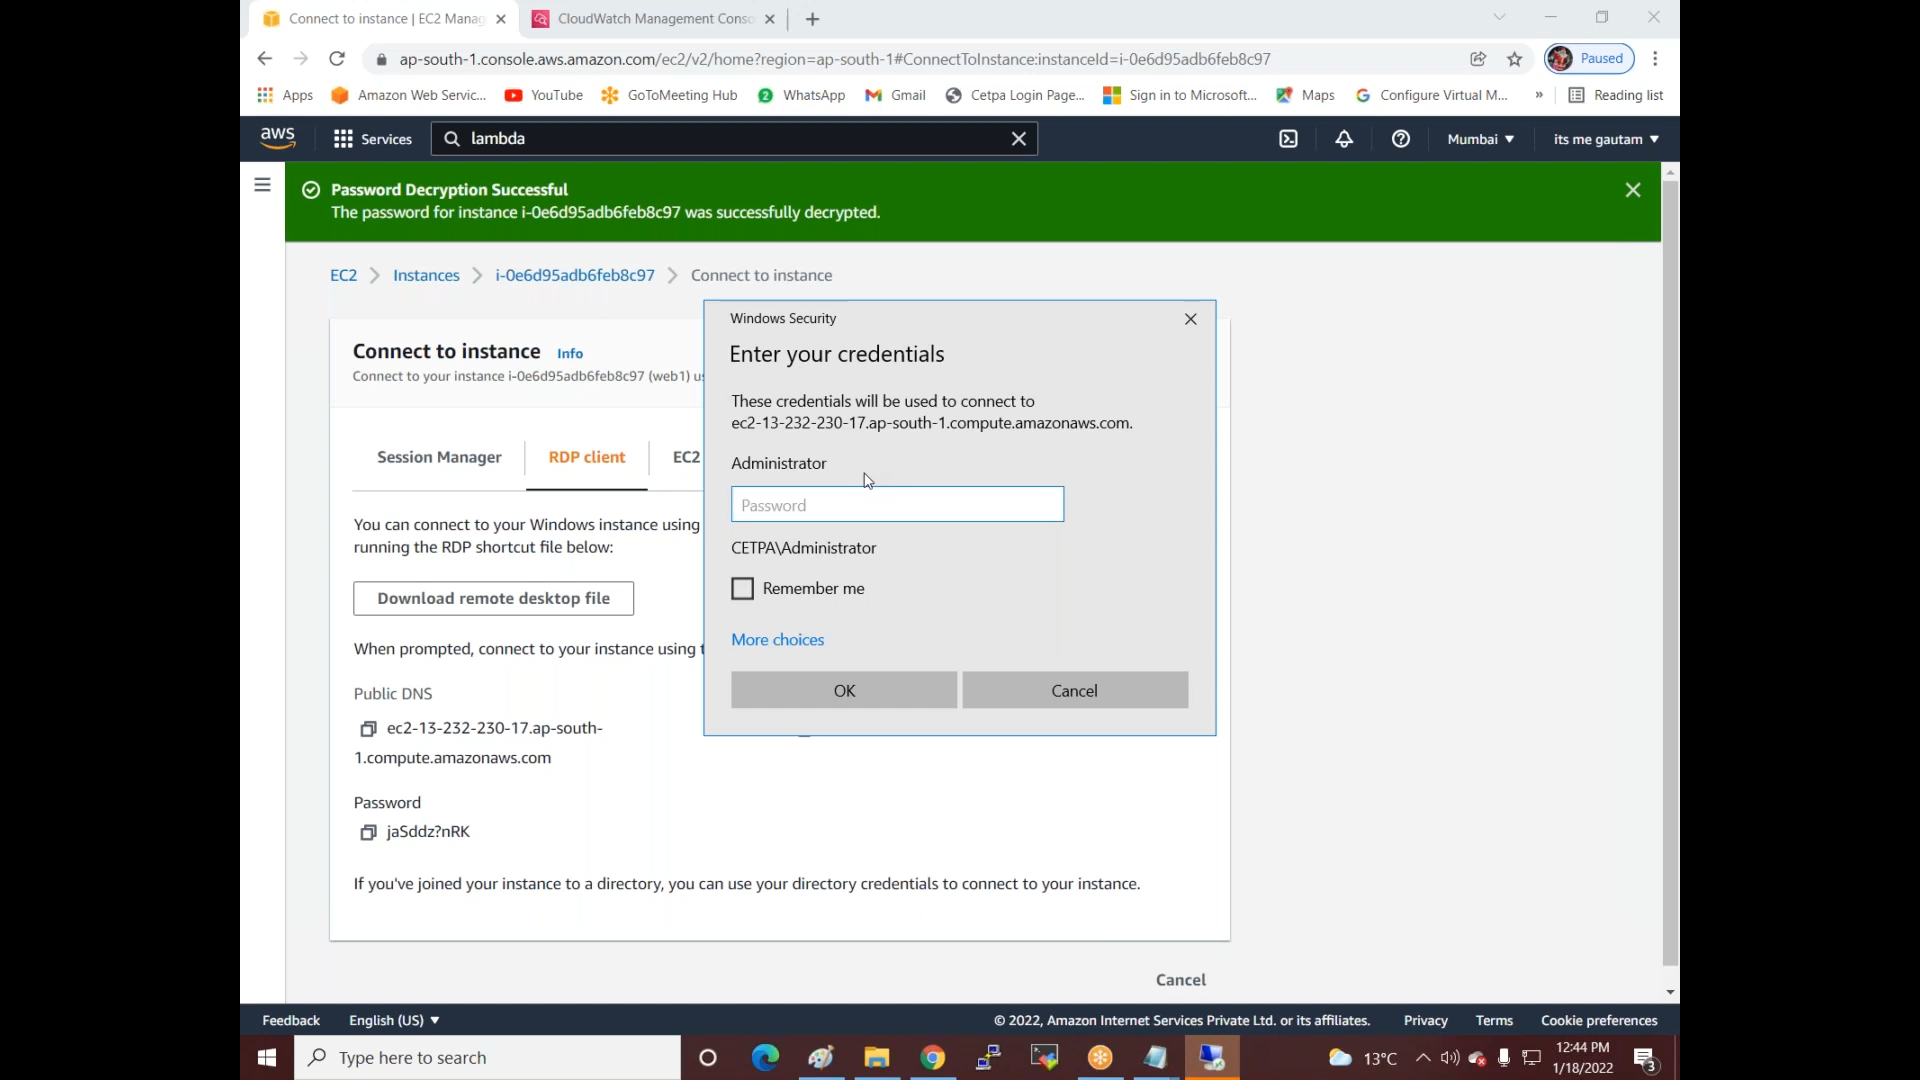 Connect to instance | EC2 Manag
CloudWatch Management Conso
ap-south-1.console.aws.amazon.com/ec2/v2/home?region=ap-south-1#ConnectToInstance:instanceId=i-0e6d95adb6feb8c97
Paused
Apps
Amazon Web Servic...
YouTube
GoToMeeting Hub
2
WhatsApp
Gmail
Cetpa Login Page...
Sign in to Microsoft...
Maps
Configure Virtual M...
»
Reading list
aws
Services
lambda
Mumbai
its me gautam
Password Decryption Successful
The password for instance i-0e6d95adb6feb8c97 was successfully decrypted.
EC2 > Instances > i-0e6d95adb6feb8c97 > Connect to instance
Connect to instance Info
Connect to your instance i-0e6d95adb6feb8c97 (web1) us
Session Manager
RDP client
EC2
You can connect to your Windows instance using
running the RDP shortcut file below:
Download remote desktop file
When prompted, connect to your instance using t
Public DNS
ec2-13-232-230-17.ap-south-
1.compute.amazonaws.com
Password
jaSddz?nRK
If you've joined your instance to a directory, you can use your directory credentials to connect to your instance.
Cancel
Windows Security
Enter your credentials
These credentials will be used to connect to
ec2-13-232-230-17.ap-south-1.compute.amazonaws.com.
Administrator
Password
CETPA\Administrator
Remember me
More choices
OK
Cancel
Feedback
English (US)
© 2022, Amazon Internet Services Private Ltd. or its affiliates.
Privacy
Terms
Cookie preferences
Type here to search
13°C
12:44 PM
1/18/2022
3